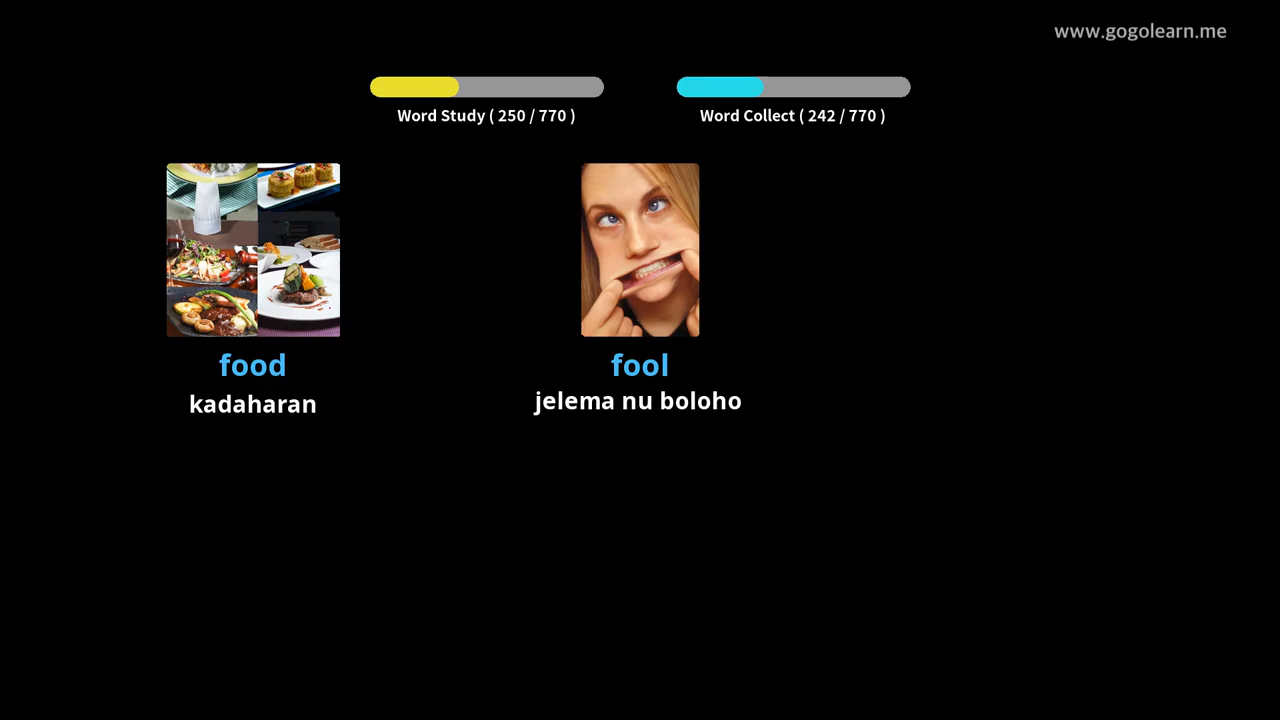 www.gogolearn.me
Word Study ( 250 / 770 )
Word Collect ( 242 / 770 )
food
kadaharan
fool
jelema nu boloho